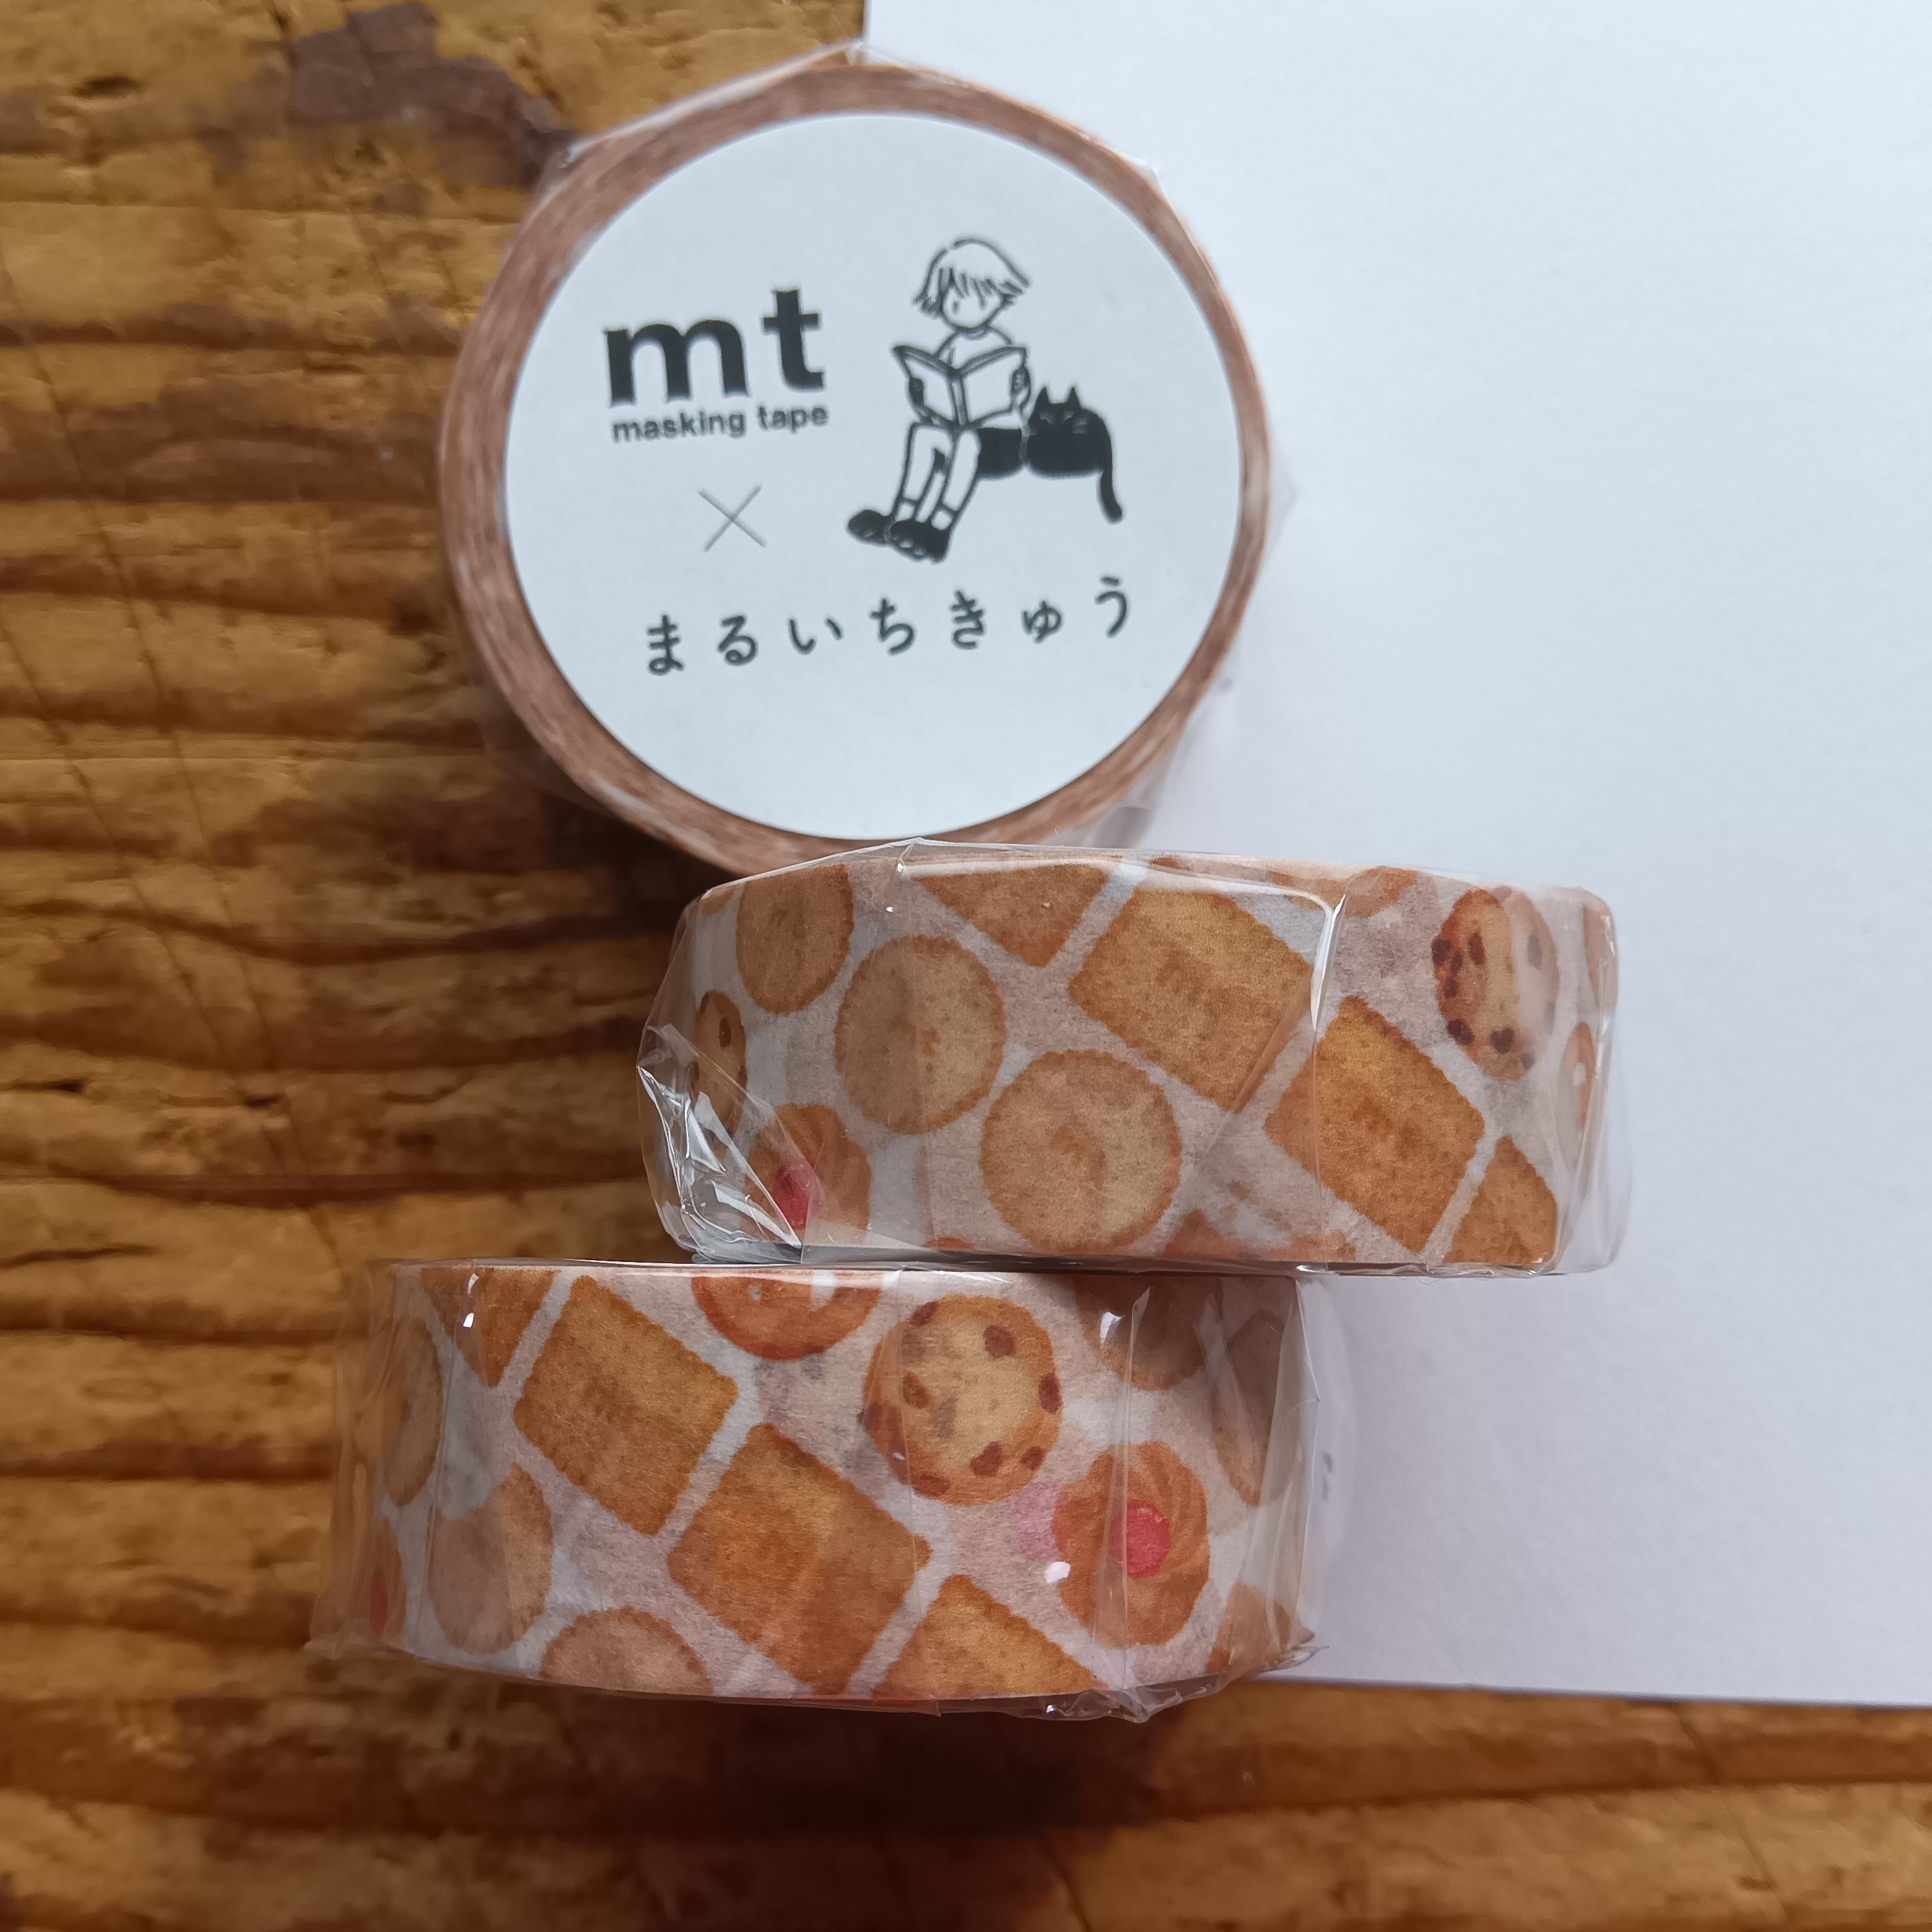 mt
masking tape
×
まるいちきゅう